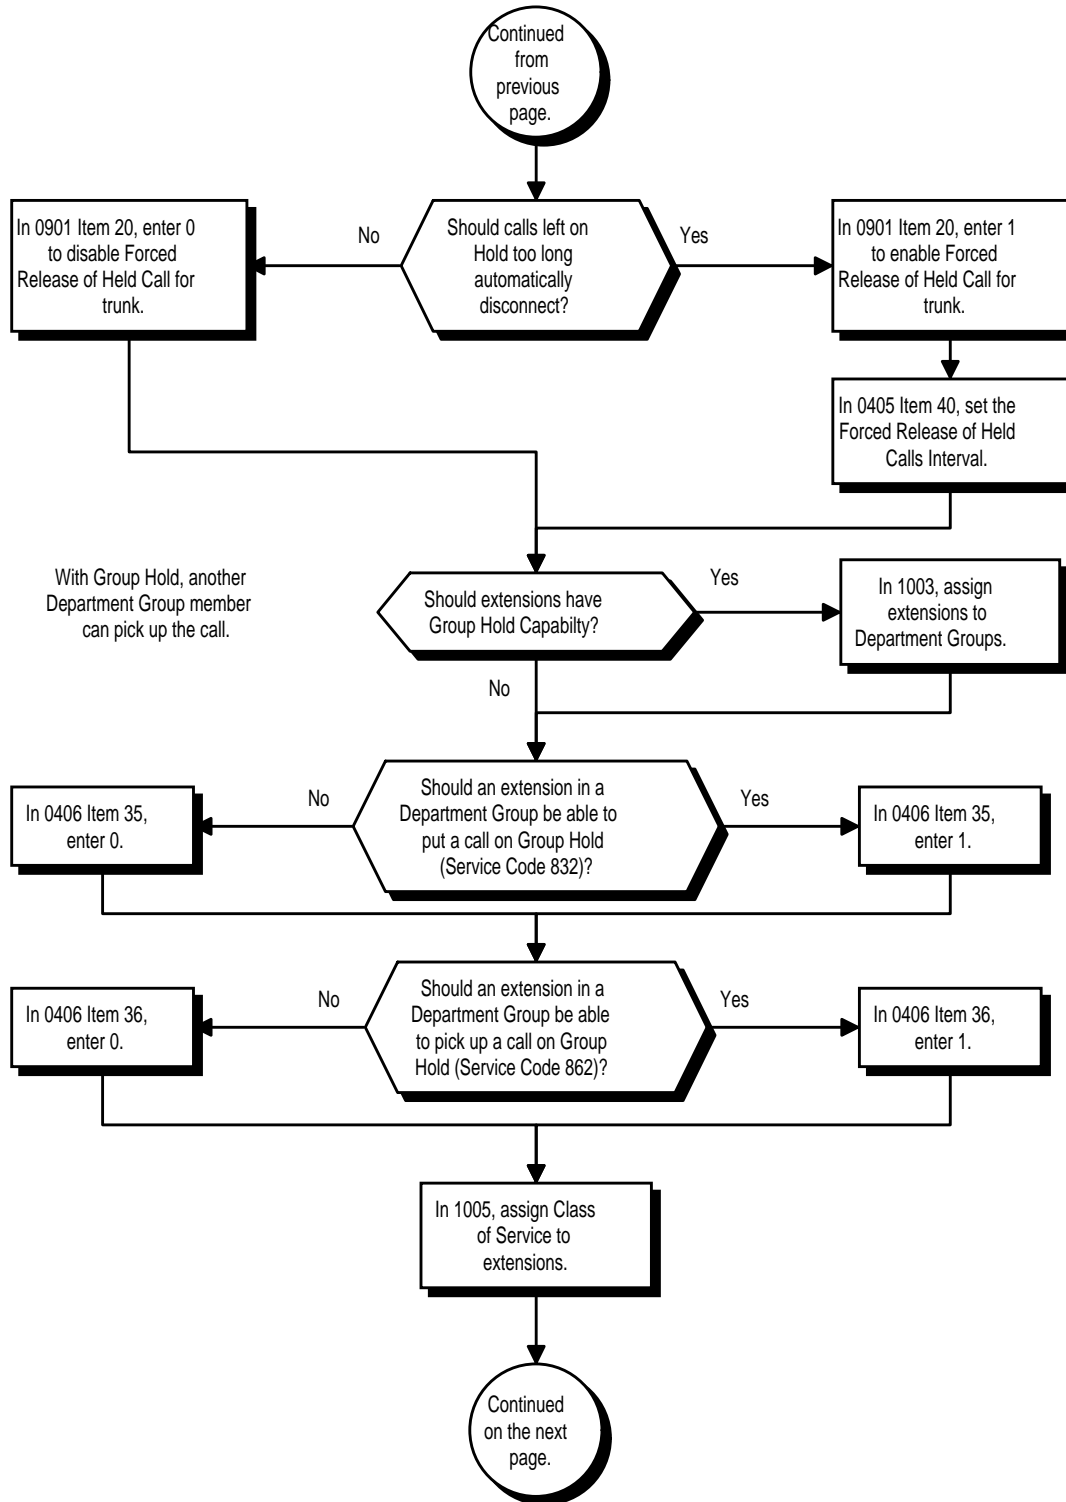 Continued
from
previous
page.
In 0901 Item 20, enter 0
to disable Forced
Release of Held Call for
trunk.
No
Should calls left on
Hold too long
automatically
disconnect?
Yes
In 0901 Item 20, enter 1
to enable Forced
Release of Held Call for
trunk.
In 0405 Item 40, set the
Forced Release of Held
Calls Interval.
With Group Hold, another
Department Group member
can pick up the call.
Should extensions have
Group Hold Capabilty?
Yes
In 1003, assign
extensions to
Department Groups.
No
In 0406 Item 35,
enter 0.
No
Should an extension in a
Department Group be able to
put a call on Group Hold
(Service Code 832)?
Yes
In 0406 Item 35,
enter 1.
In 0406 Item 36,
enter 0.
No
Should an extension in a
Department Group be able
to pick up a call on Group
Hold (Service Code 862)?
Yes
In 0406 Item 36,
enter 1.
In 1005, assign Class
of Service to
extensions.
Continued
on the next
page.